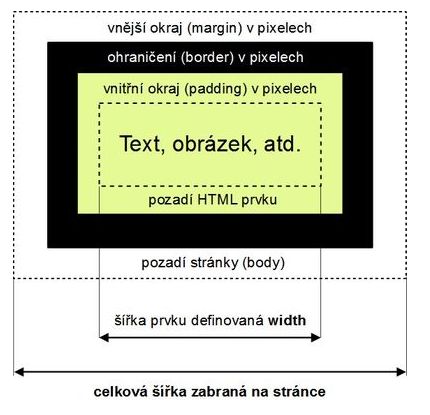 vnější okraj (margin) v pixelech
ohraničení (border) v pixelech
vnitřní okraj (padding) v pixelech
Text, obrázek, atd.
pozadí HTML prvku
pozadí stránky (body)
šířka prvku definovaná width
celková šířka zabraná na stránce